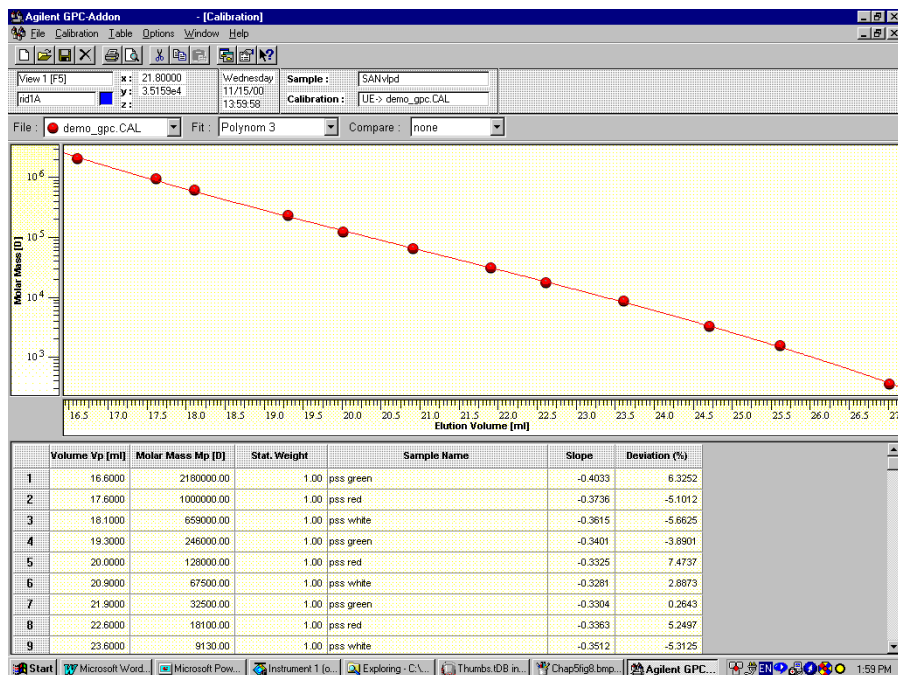 Agilent GPC-Addon - [Calibration]
File Calibration Table Options Window Help
View 1 [F5] x: 21.80000 Wednesday Sample : SANvlpd
rid1A y: 3.5159e4 11/15/00
z: 13:59:58 Calibration : UE-> demo_gpc.CAL
File : demo_gpc.CAL Fit : Polynom 3 Compare : none
Molar Mass [D]
10^6
10^5
10^4
10^3
16.5 17.0 17.5 18.0 18.5 19.0 19.5 20.0 20.5 21.0 21.5 22.0 22.5 23.0 23.5 24.0 24.5 25.0 25.5 26.0 26.5 27
Elution Volume [ml]
Volume Vp [ml] Molar Mass Mp [D] Stat. Weight Sample Name Slope Deviation (%)
1 16.6000 2180000.00 1.00 pss green -0.4033 6.3252
2 17.6000 1000000.00 1.00 pss red -0.3736 -5.1012
3 18.1000 659000.00 1.00 pss white -0.3615 -5.6625
4 19.3000 246000.00 1.00 pss green -0.3401 -3.8901
5 20.0000 128000.00 1.00 pss red -0.3325 7.4737
6 20.9000 67500.00 1.00 pss white -0.3281 2.8873
7 21.9000 32500.00 1.00 pss green -0.3304 0.2643
8 22.6000 18100.00 1.00 pss red -0.3363 5.2497
9 23.6000 9130.00 1.00 pss white -0.3512 -5.3125
Start Microsoft Word... Microsoft Pow... Instrument 1 (o... Exploring - C:\... Thumbs.tDB in... Chap5fig8.bmp... Agilent GPC... EN 1:59 PM